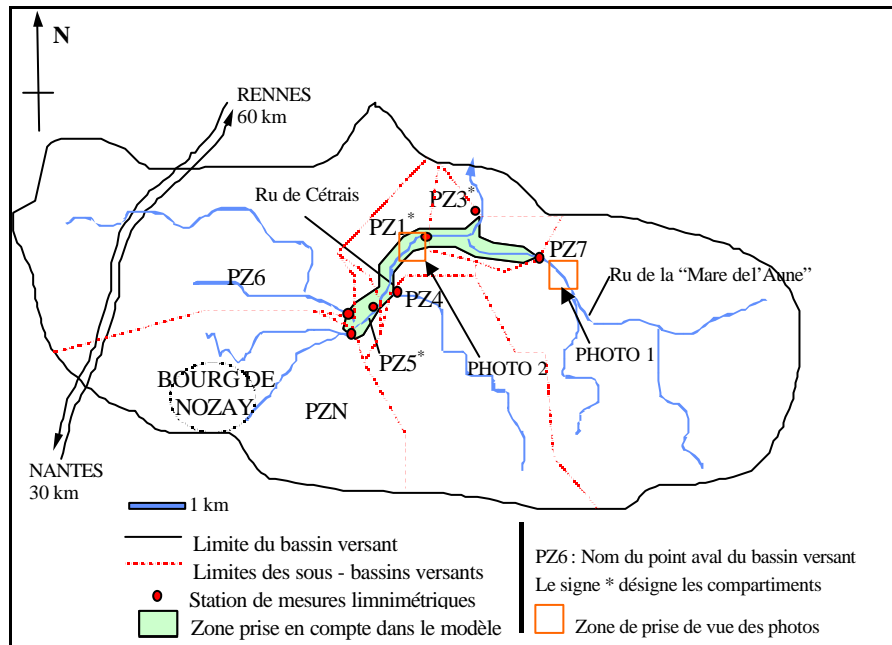 N
RENNES
60 km
Ru de Cétrais
PZ3*
PZ1*
PZ7
PZ6
PZ4
Ru de la “Mare del’Aune”
PZ5*
PHOTO 2
PHOTO 1
BOURG DE
NOZAY
PZN
NANTES
30 km
1 km
Limite du bassin versant
Limites des sous - bassins versants
Station de mesures limnimétriques
Zone prise en compte dans le modèle
PZ6 : Nom du point aval du bassin versant
Le signe * désigne les compartiments
Zone de prise de vue des photos